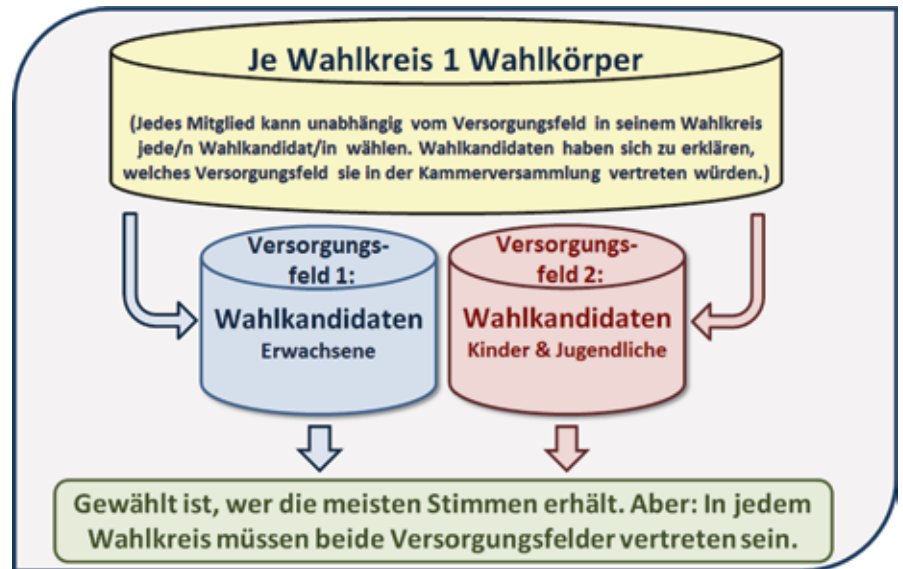 Je Wahlkreis 1 Wahlkörper
(Jedes Mitglied kann unabhängig vom Versorgungsfeld in seinem Wahlkreis
jede/n Wahlkandidat/in wählen. Wahlkandidaten haben sich zu erklären,
welches Versorgungsfeld sie in der Kammerversammlung vertreten würden.)
Versorgungs-
feld 1:
Wahlkandidaten
Erwachsene
Versorgungs-
feld 2:
Wahlkandidaten
Kinder & Jugendliche
Gewählt ist, wer die meisten Stimmen erhält. Aber: In jedem
Wahlkreis müssen beide Versorgungsfelder vertreten sein.